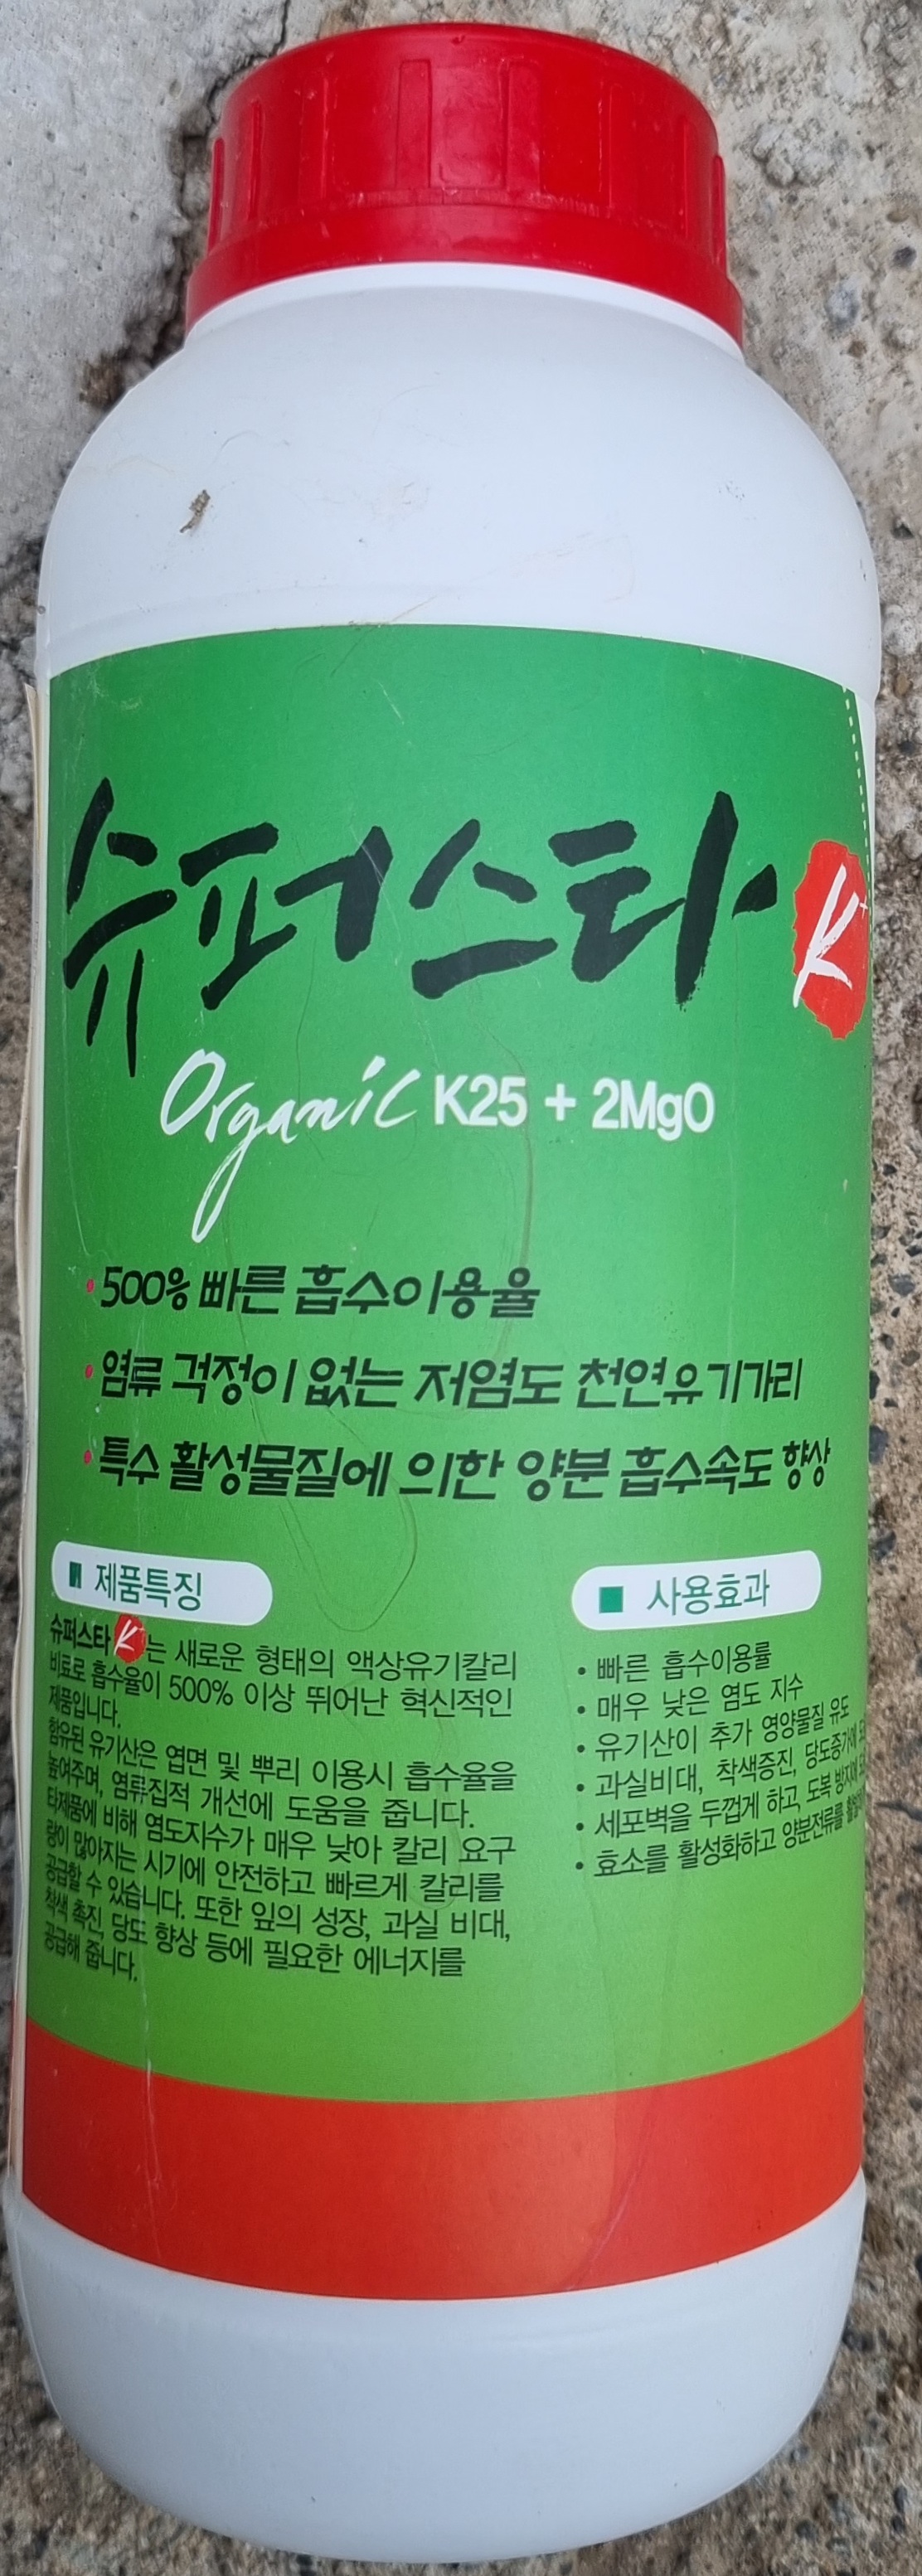 슈퍼스타 K+
Organic K25 + 2MgO
• 500% 빠른 흡수이용율
• 염류 걱정이 없는 저염도 천연유기가리
• 특수 활성물질에 의한 양분 흡수속도 향상
■ 제품특징
슈퍼스타 K+는 새로운 형태의 액상유기칼리
비료로 흡수율이 500% 이상 뛰어난 혁신적인
제품입니다.
함유된 유기산은 엽면 및 뿌리 이용시 흡수율을
높여주며, 염류집적 개선에 도움을 줍니다.
타제품에 비해 염도지수가 매우 낮아 칼리 요구
량이 많아지는 시기에 안전하고 빠르게 칼리를
공급할 수 있습니다. 또한 잎의 성장, 과실 비대,
착색 촉진, 당도 향상 등에 필요한 에너지를
공급해 줍니다.
■ 사용효과
• 빠른 흡수이용률
• 매우 낮은 염도 지수
• 유기산이 추가 영양물질 유도
• 과실비대, 착색증진, 당도증가에
• 세포벽을 두껍게 하고, 도복 방지에
• 효소를 활성화하고 양분전류를